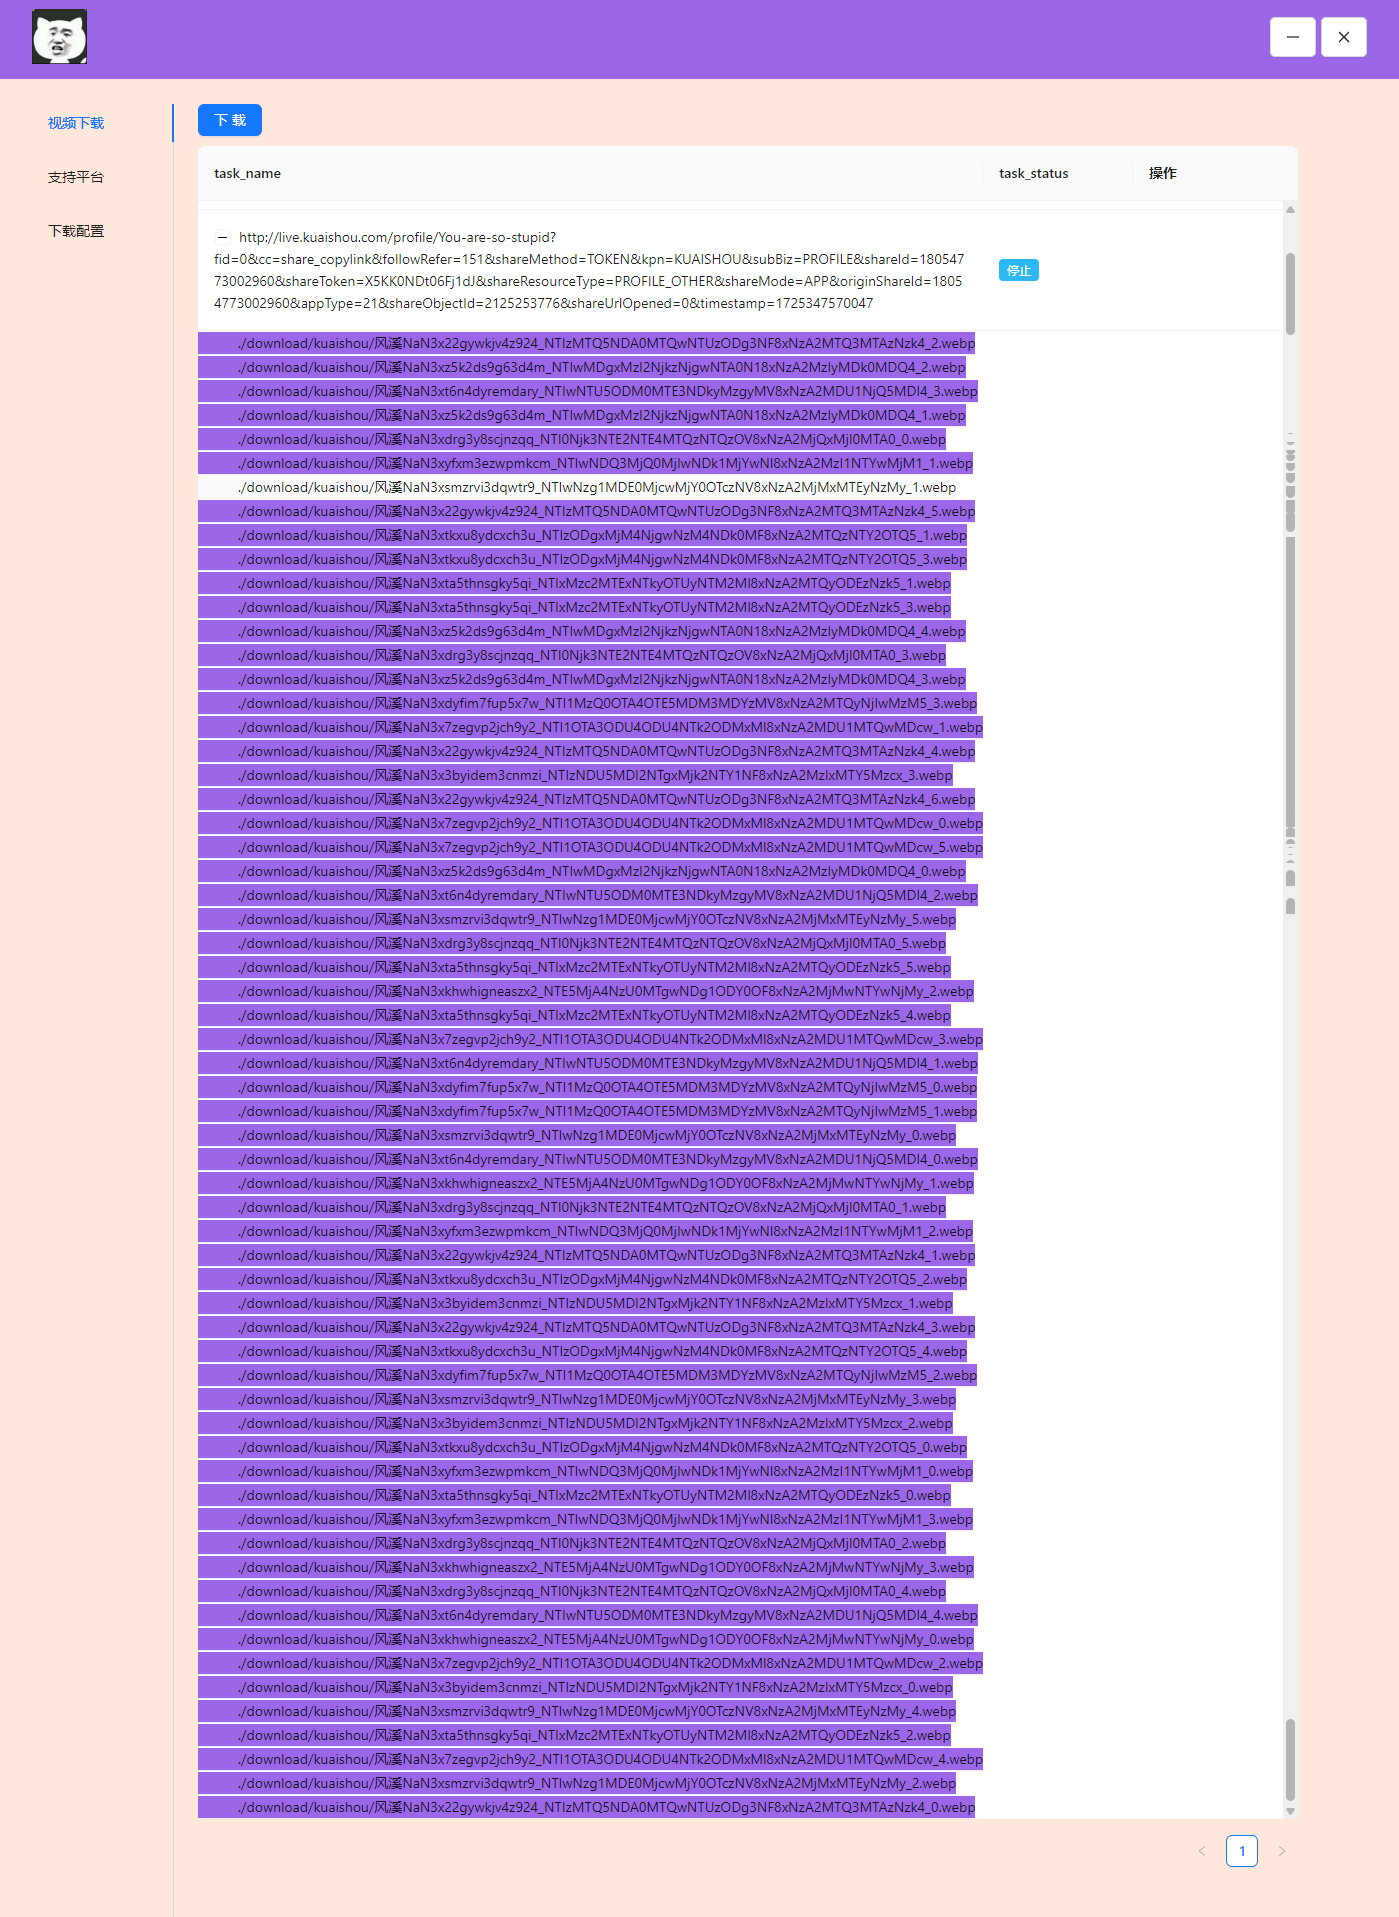 视频下载
支持平台
下载配置
下 载
task_name
task_status
操作
http://live.kuaishou.com/profile/You-are-so-stupid?
fid=0&cc=share_copylink&followRefer=151&shareMethod=TOKEN&kpn=KUAISHOU&subBiz=PROFILE&shareId=180547
73002960&shareToken=X5KK0NDt06Fj1dJ&shareResourceType=PROFILE_OTHER&shareMode=APP&originShareId=1805
4773002960&appType=21&shareObjectId=2125253776&shareUrlOpened=0&timestamp=1725347570047
停止
./download/kuaishou/风溪NaN3x22gywkjv4z924_NTIzMTQ5NDA0MTQwNTUzODg3NF8xNzA2MTQ3MTAzNzk4_2.webp
./download/kuaishou/风溪NaN3xz5k2ds9g63d4m_NTIwMDgxMzI2NjkzNjgwNTA0N18xNzA2MzIyMDk0MDQ4_2.webp
./download/kuaishou/风溪NaN3xt6n4dyremdary_NTIwNTU5ODM0MTE3NDkyMzgyMV8xNzA2MDU1NjQ5MDI4_3.webp
./download/kuaishou/风溪NaN3xz5k2ds9g63d4m_NTIwMDgxMzI2NjkzNjgwNTA0N18xNzA2MzIyMDk0MDQ4_1.webp
./download/kuaishou/风溪NaN3xdrg3y8scjnzqq_NTI0Njk3NTE2NTE4MTQzNTQzOV8xNzA2MjQxMjI0MTA0_0.webp
./download/kuaishou/风溪NaN3xyfxm3ezwpmkcm_NTIwNDQ3MjQ0MjIwNDk1MjYwNI8xNzA2MzI1NTYwMjM1_1.webp
./download/kuaishou/风溪NaN3xsmzrvi3dqwtr9_NTIwNzg1MDE0MjcwMjY0OTczNV8xNzA2MjMxMTEyNzMy_1.webp
./download/kuaishou/风溪NaN3x22gywkjv4z924_NTIzMTQ5NDA0MTQwNTUzODg3NF8xNzA2MTQ3MTAzNzk4_5.webp
./download/kuaishou/风溪NaN3xtkxu8ydcxch3u_NTIzODgxMjM4NjgwNzM4NDk0MF8xNzA2MTQzNTY2OTQ5_1.webp
./download/kuaishou/风溪NaN3xtkxu8ydcxch3u_NTIzODgxMjM4NjgwNzM4NDk0MF8xNzA2MTQzNTY2OTQ5_3.webp
./download/kuaishou/风溪NaN3xta5thnsgky5qi_NTIxMzc2MTExNTkyOTUyNTM2MI8xNzA2MTQyODEzNzk5_1.webp
./download/kuaishou/风溪NaN3xta5thnsgky5qi_NTIxMzc2MTExNTkyOTUyNTM2MI8xNzA2MTQyODEzNzk5_3.webp
./download/kuaishou/风溪NaN3xz5k2ds9g63d4m_NTIwMDgxMzI2NjkzNjgwNTA0N18xNzA2MzIyMDk0MDQ4_4.webp
./download/kuaishou/风溪NaN3xdrg3y8scjnzqq_NTI0Njk3NTE2NTE4MTQzNTQzOV8xNzA2MjQxMjI0MTA0_3.webp
./download/kuaishou/风溪NaN3xz5k2ds9g63d4m_NTIwMDgxMzI2NjkzNjgwNTA0N18xNzA2MzIyMDk0MDQ4_3.webp
./download/kuaishou/风溪NaN3xdyfim7fup5x7w_NTI1MzQ0OTA4OTE5MDM3MDYzMV8xNzA2MTQyNjIwMzM5_3.webp
./download/kuaishou/风溪NaN3x7zegvp2jch9y2_NTI1OTA3ODU4ODU4NTk2ODMxMI8xNzA2MDU1MTQwMDcw_1.webp
./download/kuaishou/风溪NaN3x22gywkjv4z924_NTIzMTQ5NDA0MTQwNTUzODg3NF8xNzA2MTQ3MTAzNzk4_4.webp
./download/kuaishou/风溪NaN3x3byidem3cnmzi_NTIzNDU5MDI2NTgxMjk2NTY1NF8xNzA2MzIxMTY5Mzcx_3.webp
./download/kuaishou/风溪NaN3x22gywkjv4z924_NTIzMTQ5NDA0MTQwNTUzODg3NF8xNzA2MTQ3MTAzNzk4_6.webp
./download/kuaishou/风溪NaN3x7zegvp2jch9y2_NTI1OTA3ODU4ODU4NTk2ODMxMI8xNzA2MDU1MTQwMDcw_0.webp
./download/kuaishou/风溪NaN3x7zegvp2jch9y2_NTI1OTA3ODU4ODU4NTk2ODMxMI8xNzA2MDU1MTQwMDcw_5.webp
./download/kuaishou/风溪NaN3xz5k2ds9g63d4m_NTIwMDgxMzI2NjkzNjgwNTA0N18xNzA2MzIyMDk0MDQ4_0.webp
./download/kuaishou/风溪NaN3xt6n4dyremdary_NTIwNTU5ODM0MTE3NDkyMzgyMV8xNzA2MDU1NjQ5MDI4_2.webp
./download/kuaishou/风溪NaN3xsmzrvi3dqwtr9_NTIwNzg1MDE0MjcwMjY0OTczNV8xNzA2MjMxMTEyNzMy_5.webp
./download/kuaishou/风溪NaN3xdrg3y8scjnzqq_NTI0Njk3NTE2NTE4MTQzNTQzOV8xNzA2MjQxMjI0MTA0_5.webp
./download/kuaishou/风溪NaN3xta5thnsgky5qi_NTIxMzc2MTExNTkyOTUyNTM2MI8xNzA2MTQyODEzNzk5_5.webp
./download/kuaishou/风溪NaN3xkhwhigneaszx2_NTE5MjA4NzU0MTgwNDg1ODY0OF8xNzA2MjMwNTYwNjMy_2.webp
./download/kuaishou/风溪NaN3xta5thnsgky5qi_NTIxMzc2MTExNTkyOTUyNTM2MI8xNzA2MTQyODEzNzk5_4.webp
./download/kuaishou/风溪NaN3x7zegvp2jch9y2_NTI1OTA3ODU4ODU4NTk2ODMxMI8xNzA2MDU1MTQwMDcw_3.webp
./download/kuaishou/风溪NaN3xt6n4dyremdary_NTIwNTU5ODM0MTE3NDkyMzgyMV8xNzA2MDU1NjQ5MDI4_1.webp
./download/kuaishou/风溪NaN3xdyfim7fup5x7w_NTI1MzQ0OTA4OTE5MDM3MDYzMV8xNzA2MTQyNjIwMzM5_0.webp
./download/kuaishou/风溪NaN3xdyfim7fup5x7w_NTI1MzQ0OTA4OTE5MDM3MDYzMV8xNzA2MTQyNjIwMzM5_1.webp
./download/kuaishou/风溪NaN3xsmzrvi3dqwtr9_NTIwNzg1MDE0MjcwMjY0OTczNV8xNzA2MjMxMTEyNzMy_0.webp
./download/kuaishou/风溪NaN3xt6n4dyremdary_NTIwNTU5ODM0MTE3NDkyMzgyMV8xNzA2MDU1NjQ5MDI4_0.webp
./download/kuaishou/风溪NaN3xkhwhigneaszx2_NTE5MjA4NzU0MTgwNDg1ODY0OF8xNzA2MjMwNTYwNjMy_1.webp
./download/kuaishou/风溪NaN3xdrg3y8scjnzqq_NTI0Njk3NTE2NTE4MTQzNTQzOV8xNzA2MjQxMjI0MTA0_1.webp
./download/kuaishou/风溪NaN3xyfxm3ezwpmkcm_NTIwNDQ3MjQ0MjIwNDk1MjYwNI8xNzA2MzI1NTYwMjM1_2.webp
./download/kuaishou/风溪NaN3x22gywkjv4z924_NTIzMTQ5NDA0MTQwNTUzODg3NF8xNzA2MTQ3MTAzNzk4_1.webp
./download/kuaishou/风溪NaN3xtkxu8ydcxch3u_NTIzODgxMjM4NjgwNzM4NDk0MF8xNzA2MTQzNTY2OTQ5_2.webp
./download/kuaishou/风溪NaN3x3byidem3cnmzi_NTIzNDU5MDI2NTgxMjk2NTY1NF8xNzA2MzIxMTY5Mzcx_1.webp
./download/kuaishou/风溪NaN3x22gywkjv4z924_NTIzMTQ5NDA0MTQwNTUzODg3NF8xNzA2MTQ3MTAzNzk4_3.webp
./download/kuaishou/风溪NaN3xtkxu8ydcxch3u_NTIzODgxMjM4NjgwNzM4NDk0MF8xNzA2MTQzNTY2OTQ5_4.webp
./download/kuaishou/风溪NaN3xdyfim7fup5x7w_NTI1MzQ0OTA4OTE5MDM3MDYzMV8xNzA2MTQyNjIwMzM5_2.webp
./download/kuaishou/风溪NaN3xsmzrvi3dqwtr9_NTIwNzg1MDE0MjcwMjY0OTczNV8xNzA2MjMxMTEyNzMy_3.webp
./download/kuaishou/风溪NaN3x3byidem3cnmzi_NTIzNDU5MDI2NTgxMjk2NTY1NF8xNzA2MzIxMTY5Mzcx_2.webp
./download/kuaishou/风溪NaN3xtkxu8ydcxch3u_NTIzODgxMjM4NjgwNzM4NDk0MF8xNzA2MTQzNTY2OTQ5_0.webp
./download/kuaishou/风溪NaN3xyfxm3ezwpmkcm_NTIwNDQ3MjQ0MjIwNDk1MjYwNI8xNzA2MzI1NTYwMjM1_0.webp
./download/kuaishou/风溪NaN3xta5thnsgky5qi_NTIxMzc2MTExNTkyOTUyNTM2MI8xNzA2MTQyODEzNzk5_0.webp
./download/kuaishou/风溪NaN3xyfxm3ezwpmkcm_NTIwNDQ3MjQ0MjIwNDk1MjYwNI8xNzA2MzI1NTYwMjM1_3.webp
./download/kuaishou/风溪NaN3xdrg3y8scjnzqq_NTI0Njk3NTE2NTE4MTQzNTQzOV8xNzA2MjQxMjI0MTA0_2.webp
./download/kuaishou/风溪NaN3xkhwhigneaszx2_NTE5MjA4NzU0MTgwNDg1ODY0OF8xNzA2MjMwNTYwNjMy_3.webp
./download/kuaishou/风溪NaN3xdrg3y8scjnzqq_NTI0Njk3NTE2NTE4MTQzNTQzOV8xNzA2MjQxMjI0MTA0_4.webp
./download/kuaishou/风溪NaN3xt6n4dyremdary_NTIwNTU5ODM0MTE3NDkyMzgyMV8xNzA2MDU1NjQ5MDI4_4.webp
./download/kuaishou/风溪NaN3xkhwhigneaszx2_NTE5MjA4NzU0MTgwNDg1ODY0OF8xNzA2MjMwNTYwNjMy_0.webp
./download/kuaishou/风溪NaN3x7zegvp2jch9y2_NTI1OTA3ODU4ODU4NTk2ODMxMI8xNzA2MDU1MTQwMDcw_2.webp
./download/kuaishou/风溪NaN3x3byidem3cnmzi_NTIzNDU5MDI2NTgxMjk2NTY1NF8xNzA2MzIxMTY5Mzcx_0.webp
./download/kuaishou/风溪NaN3xsmzrvi3dqwtr9_NTIwNzg1MDE0MjcwMjY0OTczNV8xNzA2MjMxMTEyNzMy_4.webp
./download/kuaishou/风溪NaN3xta5thnsgky5qi_NTIxMzc2MTExNTkyOTUyNTM2MI8xNzA2MTQyODEzNzk5_2.webp
./download/kuaishou/风溪NaN3x7zegvp2jch9y2_NTI1OTA3ODU4ODU4NTk2ODMxMI8xNzA2MDU1MTQwMDcw_4.webp
./download/kuaishou/风溪NaN3xsmzrvi3dqwtr9_NTIwNzg1MDE0MjcwMjY0OTczNV8xNzA2MjMxMTEyNzMy_2.webp
./download/kuaishou/风溪NaN3x22gywkjv4z924_NTIzMTQ5NDA0MTQwNTUzODg3NF8xNzA2MTQ3MTAzNzk4_0.webp
1